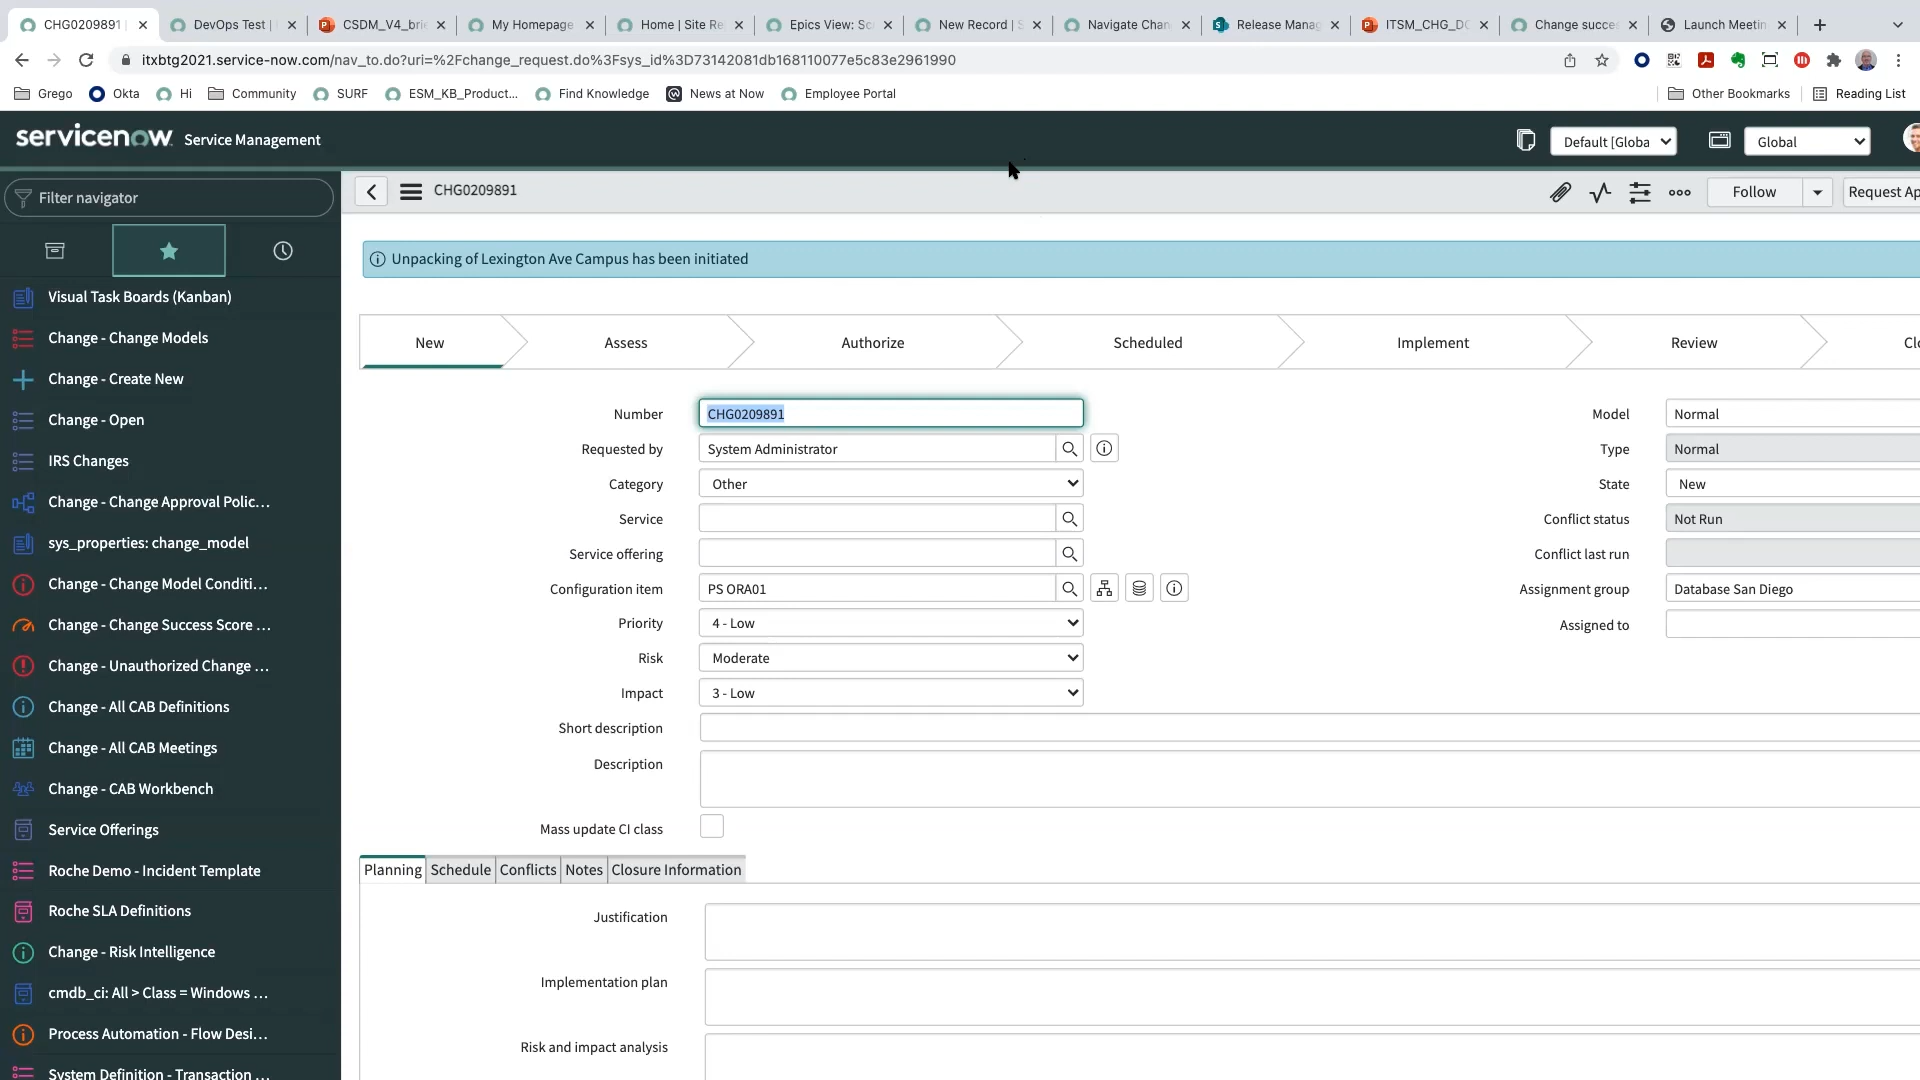 CHG0209891 |
DevOps Test |
CSDM_V4_brie
My Homepage
Home | Site Re
Epics View: Sc
New Record | S
Navigate Chan
Release Manag
ITSM_CHG_DO
Change succes
Launch Meetin
itxbtg2021.service-now.com/nav_to.do?uri=%2Fchange_request.do%3Fsys_id%3D73142081db168110077e5c83e2961990
Grego
Okta
Hi
Community
SURF
ESM_KB_Product...
Find Knowledge
News at Now
Employee Portal
Other Bookmarks
Reading List
servicenow Service Management
Default [Globa
Global
Filter navigator
CHG0209891
Follow
Request Ap
Unpacking of Lexington Ave Campus has been initiated
Visual Task Boards (Kanban)
Change - Change Models
Change - Create New
Change - Open
IRS Changes
Change - Change Approval Polic...
sys_properties: change_model
Change - Change Model Conditi...
Change - Change Success Score ...
Change - Unauthorized Change ...
Change - All CAB Definitions
Change - All CAB Meetings
Change - CAB Workbench
Service Offerings
Roche Demo - Incident Template
Roche SLA Definitions
Change - Risk Intelligence
cmdb_ci: All > Class = Windows ...
Process Automation - Flow Desi...
System Definition - Transaction ...
New
Assess
Authorize
Scheduled
Implement
Review
Clo
Number CHG0209891
Requested by System Administrator
Category Other
Service
Service offering
Configuration item PS ORA01
Priority 4 - Low
Risk Moderate
Impact 3 - Low
Short description
Description
Mass update CI class
Model Normal
Type Normal
State New
Conflict status Not Run
Conflict last run
Assignment group Database San Diego
Assigned to
Planning
Schedule
Conflicts
Notes
Closure Information
Justification
Implementation plan
Risk and impact analysis